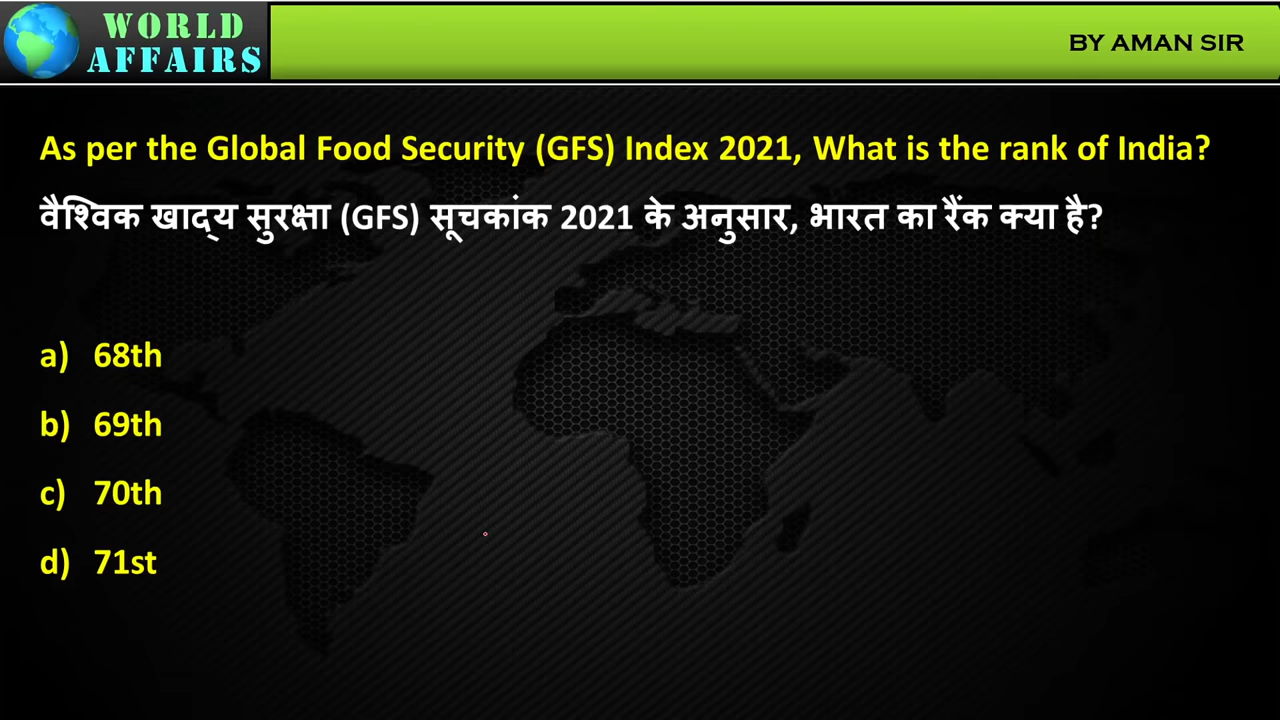 WORLD
AFFAIRS
BY AMAN SIR
As per the Global Food Security (GFS) Index 2021, What is the rank of India?
वैश्विक खाद्य सुरक्षा (GFS) सूचकांक 2021 के अनुसार, भारत का रैंक क्या है?
a) 68th
b) 69th
c) 70th
d) 71st